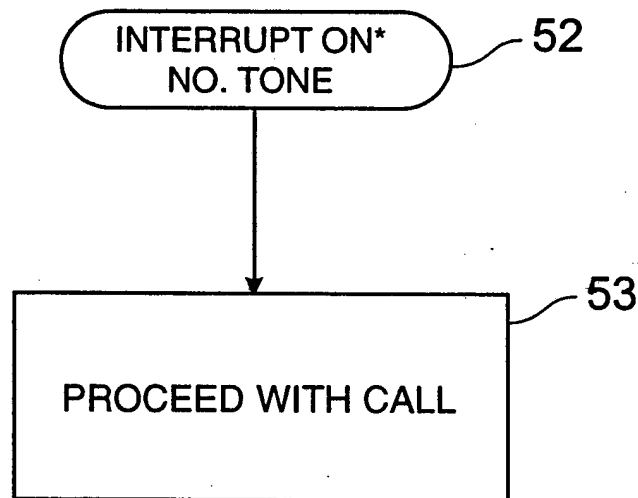 INTERRUPT ON*
NO. TONE
52
53
PROCEED WITH CALL